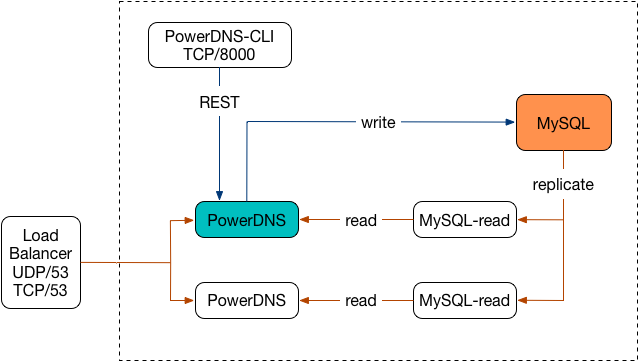 PowerDNS-CLI
TCP/8000
REST
write
MySQL
replicate
PowerDNS
read
MySQL-read
Load
Balancer
UDP/53
TCP/53
PowerDNS
read
MySQL-read